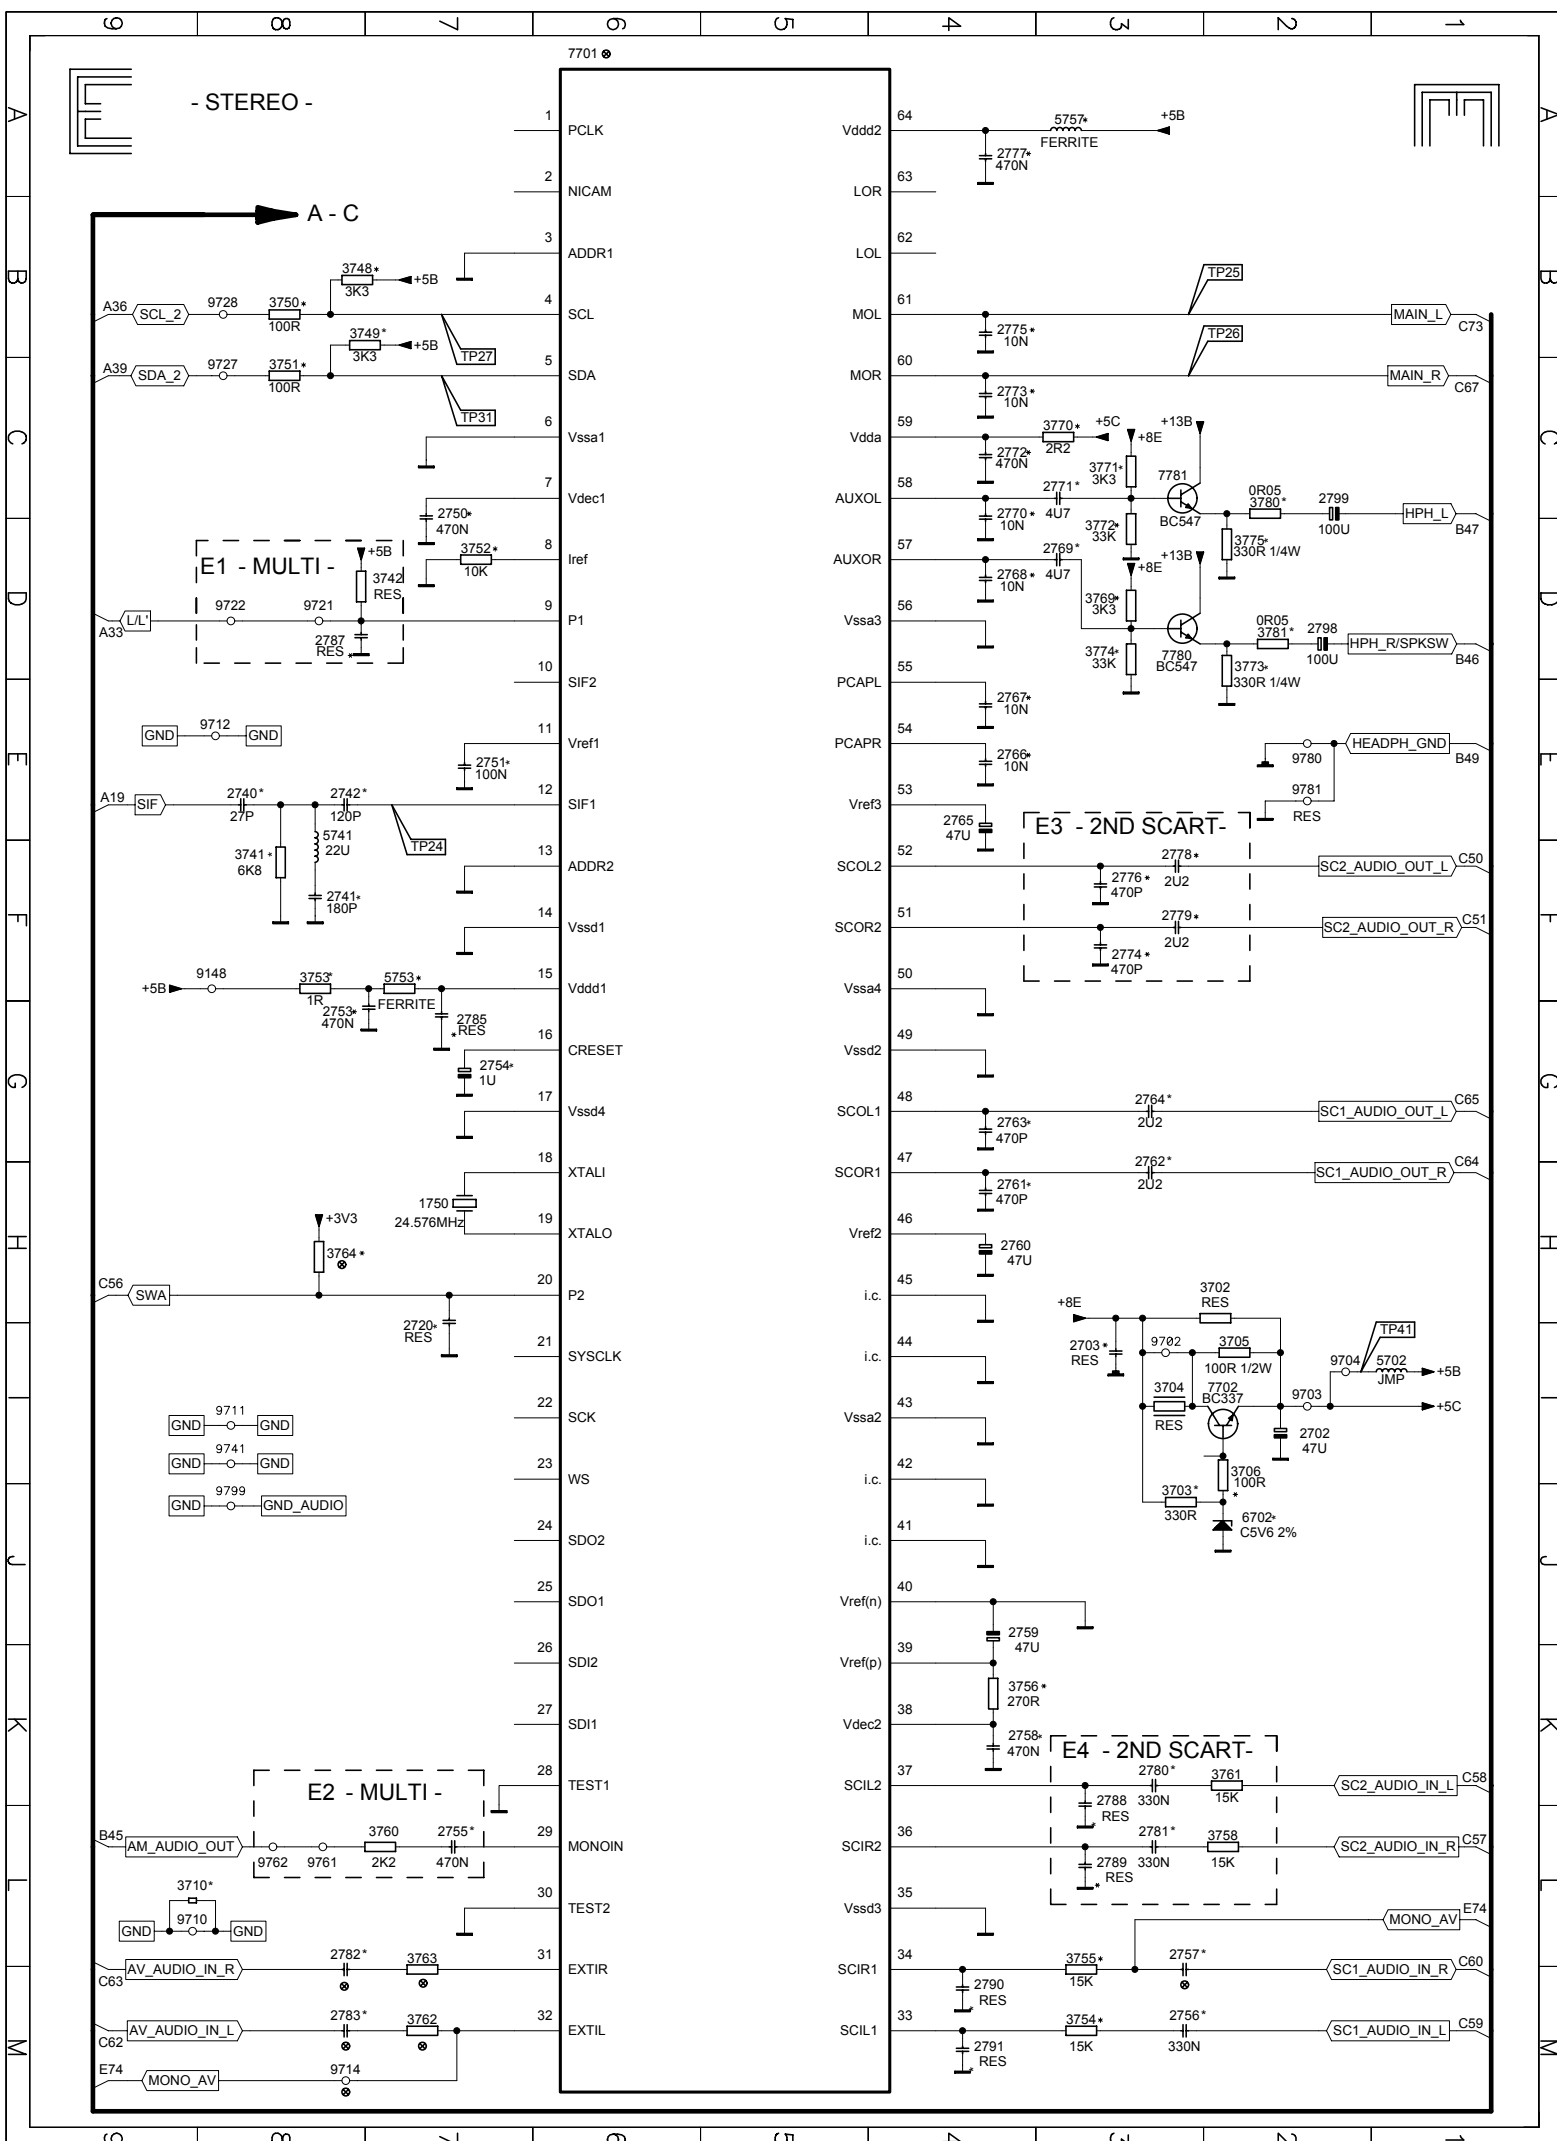 9 8 7 6 5 4 3 2 1
7701 ⊗
- STEREO -
A A
1 PCLK
Vddd2 64
5757*
FERRITE
+5B
2777*
470N
2 NICAM
LOR 63
A - C
3 ADDR1
LOL 62
B B
3748*
3K3
+5B
TP25
A36 SCL_2 9728 3750*
100R
4 SCL
MOL 61
MAIN_L
C73
2775*
10N
3749*
3K3
+5B
TP27
TP26
A39 SDA_2 9727 3751*
100R
5 SDA
MOR 60
MAIN_R
C67
2773*
10N
TP31
C C
6 Vssa1
Vdda 59
3770*
2R2
+5C
+8E
+13B
2772*
470N
3771*
3K3
7781
BC547
7 Vdec1
AUXOL 58
2771*
4U7
0R05
3780*
2799
100U
HPH_L
B47
2750*
470N
2770*
10N
3772*
33K
3775*
330R 1/4W
E1 - MULTI -
+5B
3742
RES
3752*
10K
8 Iref
AUXOR 57
2769*
4U7
+13B
+8E
2768*
10N
3769*
3K3
D D
L/L'
A33
9722 9721
2787
RES *
9 P1
Vssa3 56
7780
BC547
0R05
3781*
2798
100U
HPH_R/SPKSW
B46
3774*
33K
3773*
330R 1/4W
10 SIF2
PCAPL 55
2767*
10N
GND 9712 GND
11 Vref1
PCAPR 54
HEADPH_GND
B49
9780
E E
2751*
100N
2766*
10N
9781
RES
A19 SIF 2740*
27P
2742*
120P
12 SIF1
Vref3 53
2765
47U
E3 - 2ND SCART-
5741
22U
TP24
3741*
6K8
13 ADDR2
SCOL2 52
2778*
2U2
SC2_AUDIO_OUT_L C50
2776*
470P
2741*
180P
F F
14 Vssd1
SCOR2 51
2779*
2U2
SC2_AUDIO_OUT_R C51
2774*
470P
+5B 9148 3753*
1R
5753*
FERRITE
15 Vddd1
Vssa4 50
2753*
470N
2785
* RES
16 CRESET
Vssd2 49
2754*
1U
G G
17 Vssd4
SCOL1 48
2764*
2U2
SC1_AUDIO_OUT_L C65
2763*
470P
18 XTALI
SCOR1 47
2762*
2U2
SC1_AUDIO_OUT_R C64
2761*
470P
1750
24.576MHz
19 XTALO
Vref2 46
2760
47U
H H
+3V3
3764*
⊗
C56 SWA
20 P2
i.c. 45
2720*
RES
+8E
3702
RES
2703*
RES
21 SYSCLK
i.c. 44
9702 3705
100R 1/2W
TP41
9704 5702
JMP
+5B
3704
RES
7702
BC337
9703
+5C
I I
GND 9711 GND
22 SCK
Vssa2 43
2702
47U
GND 9741 GND
23 WS
i.c. 42
3706
100R
*
GND 9799 GND_AUDIO
3703*
330R
6702*
C5V6 2%
24 SDO2
i.c. 41
J J
25 SDO1
Vref(n) 40
2759
47U
26 SDI2
Vref(p) 39
3756*
270R
27 SDI1
Vdec2 38
2758*
470N
K K
E4 - 2ND SCART-
E2 - MULTI -
28 TEST1
SCIL2 37
2780*
330N
3761
15K
SC2_AUDIO_IN_L C58
2788
RES
*
B45 AM_AUDIO_OUT 9762 9761 3760
2K2
2755*
470N
29 MONOIN
SCIR2 36
2781*
330N
3758
15K
SC2_AUDIO_IN_R C57
2789
RES
*
L L
3710*
GND 9710 GND
30 TEST2
Vssd3 35
MONO_AV E74
C63 AV_AUDIO_IN_R 2782*
⊗
3763
⊗
31 EXTIR
SCIR1 34
3755*
15K
2757*
⊗
SC1_AUDIO_IN_R C60
2790
RES
*
C62 AV_AUDIO_IN_L 2783*
⊗
3762
⊗
32 EXTIL
SCIL1 33
3754*
15K
2756*
330N
SC1_AUDIO_IN_L C59
2791
RES
*
M M
E74 MONO_AV 9714
⊗
9 8 7 6 5 4 3 2 1